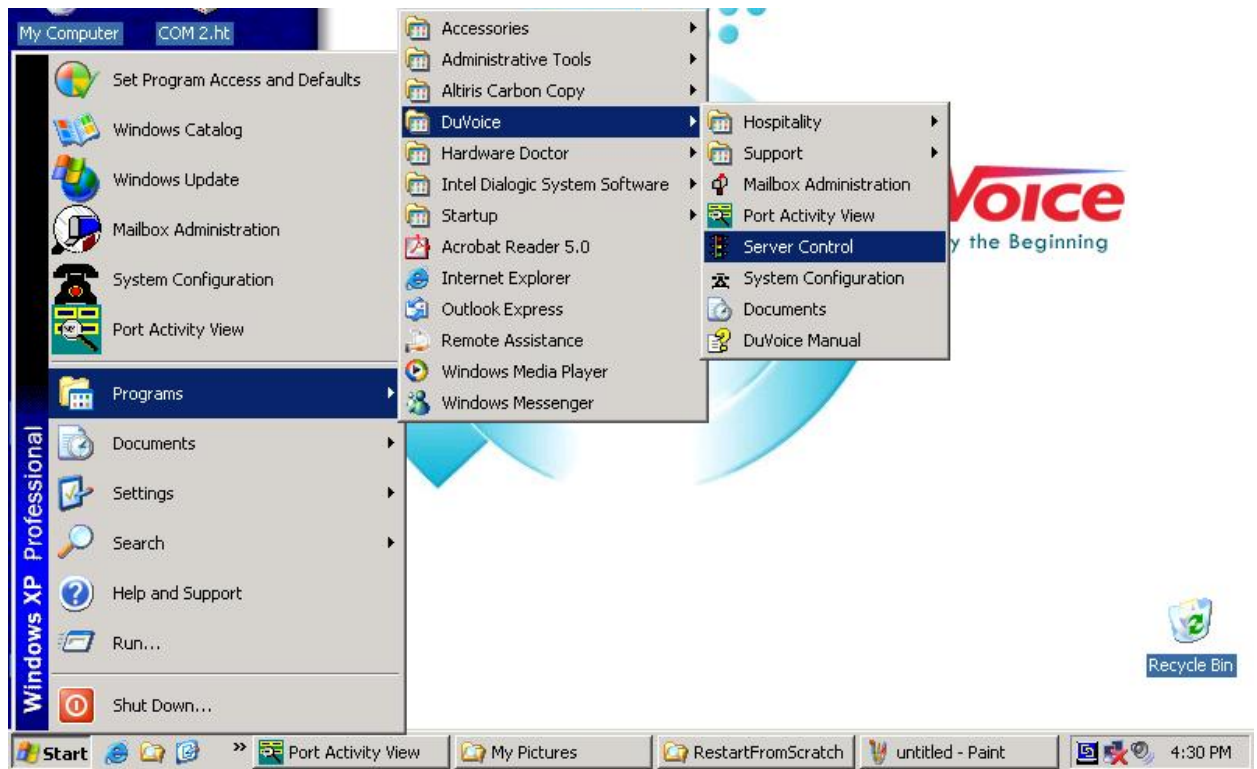 My Computer
COM 2.ht
Set Program Access and Defaults
Windows Catalog
Windows Update
Mailbox Administration
System Configuration
Port Activity View
Programs
Documents
Settings
Search
Help and Support
Run...
Shut Down...
Windows XP Professional
Accessories
Administrative Tools
Altiris Carbon Copy
DuVoice
Hardware Doctor
Intel Dialogic System Software
Startup
Acrobat Reader 5.0
Internet Explorer
Outlook Express
Remote Assistance
Windows Media Player
Windows Messenger
Hospitality
Support
Mailbox Administration
Port Activity View
Server Control
System Configuration
Documents
DuVoice Manual
Voice
y the Beginning
Recycle Bin
Start
»
Port Activity View
My Pictures
RestartFromScratch
untitled - Paint
4:30 PM